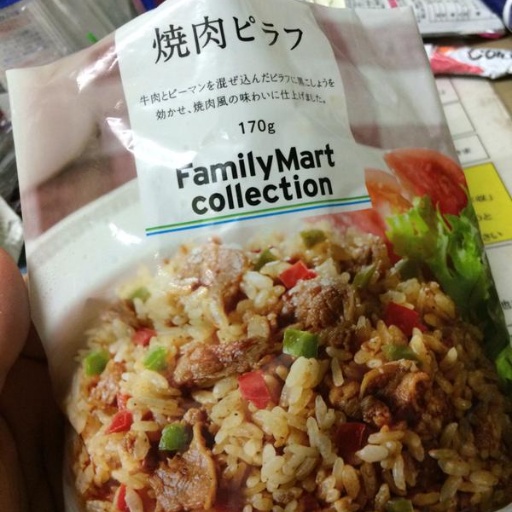 焼肉ピラフ
牛肉とピーマンを混ぜ込んだピラフに黒こしょうを
効かせ、焼肉風の味わいに仕上げました。
170g
FamilyMart
collection